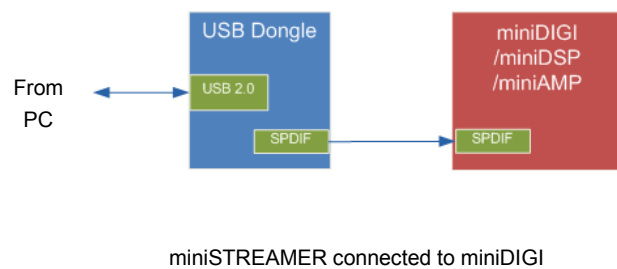 USB Dongle
miniDIGI
/miniDSP
/miniAMP
From
PC
USB 2.0
SPDIF
SPDIF
miniSTREAMER connected to miniDIGI